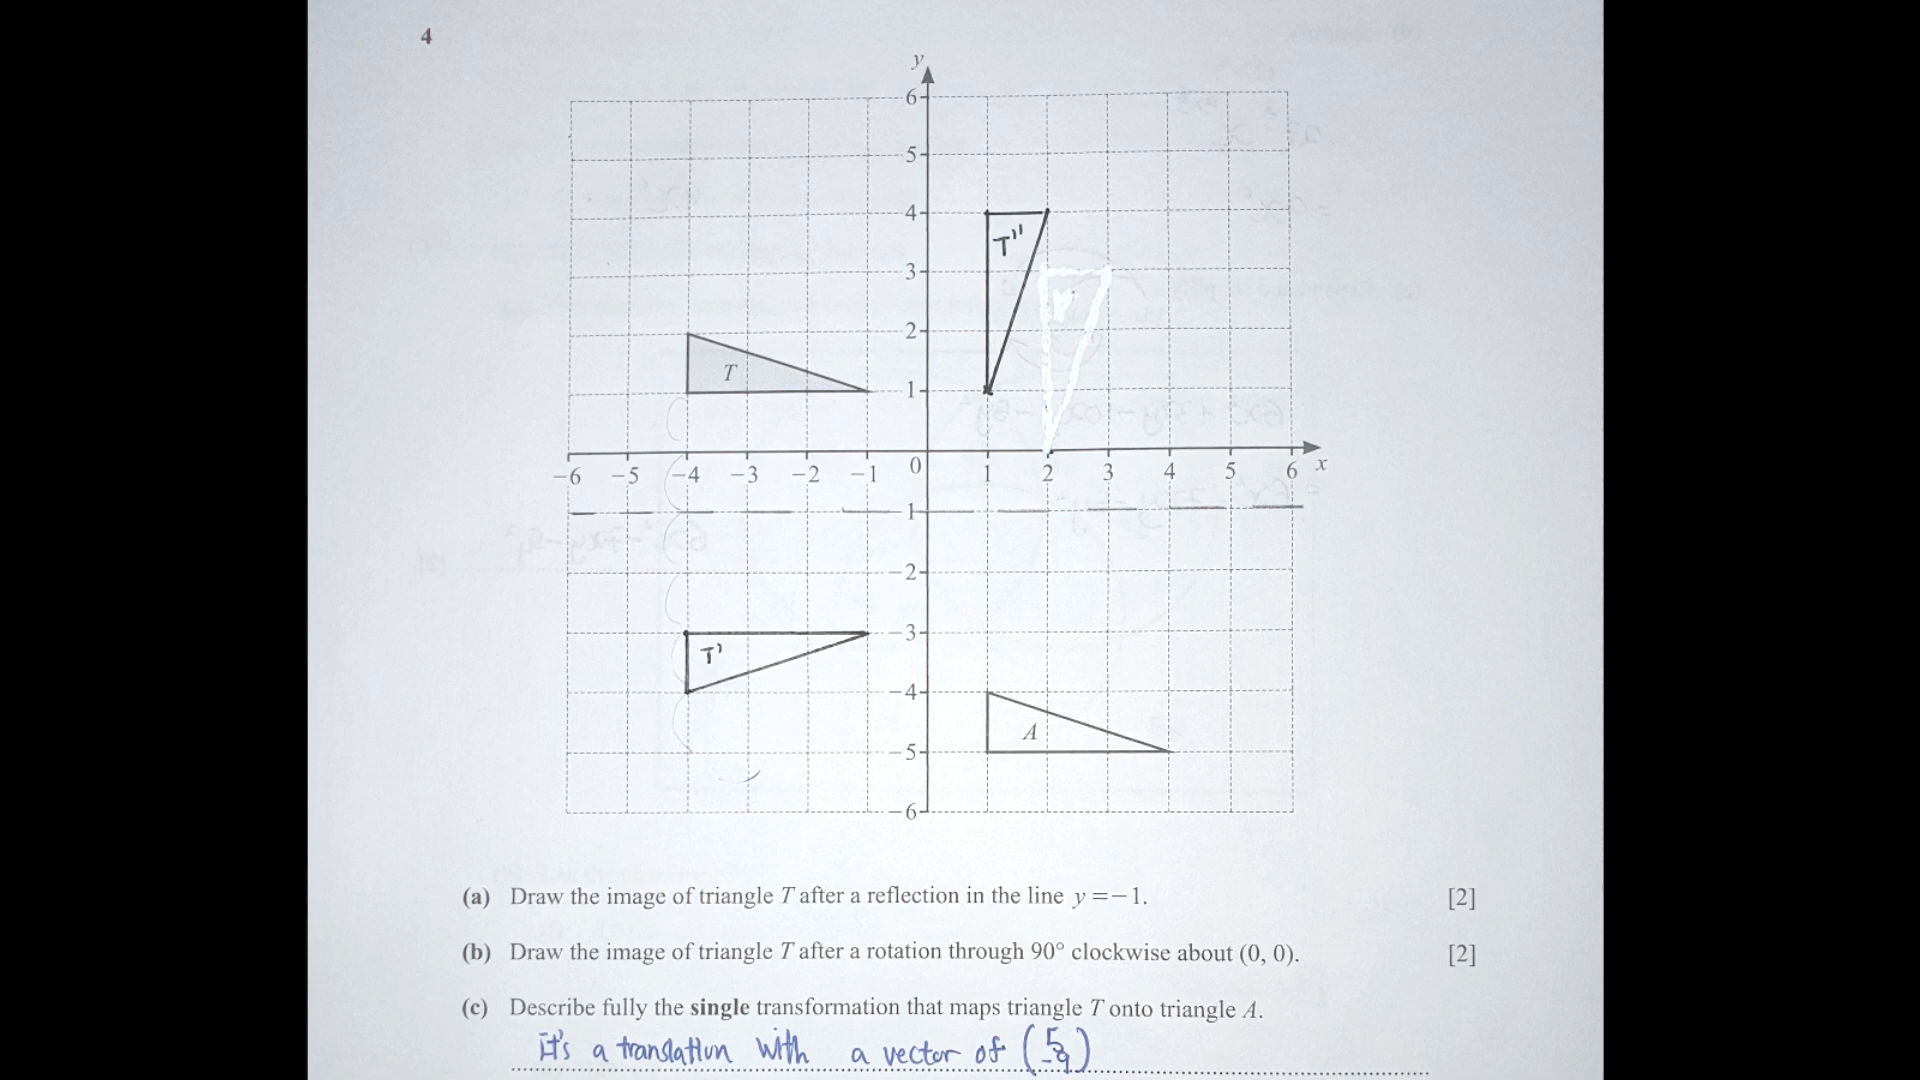 4
y
6
5
4
T''
3
2
T
1
-6 -5 -4 -3 -2 -1 0 1 2 3 4 5 6 x
1
-2
-3
T'
-4
A
-5
-6
(a) Draw the image of triangle T after a reflection in the line y = -1. [2]
(b) Draw the image of triangle T after a rotation through 90° clockwise about (0, 0). [2]
(c) Describe fully the single transformation that maps triangle T onto triangle A.
it's a translation with a vector of (5